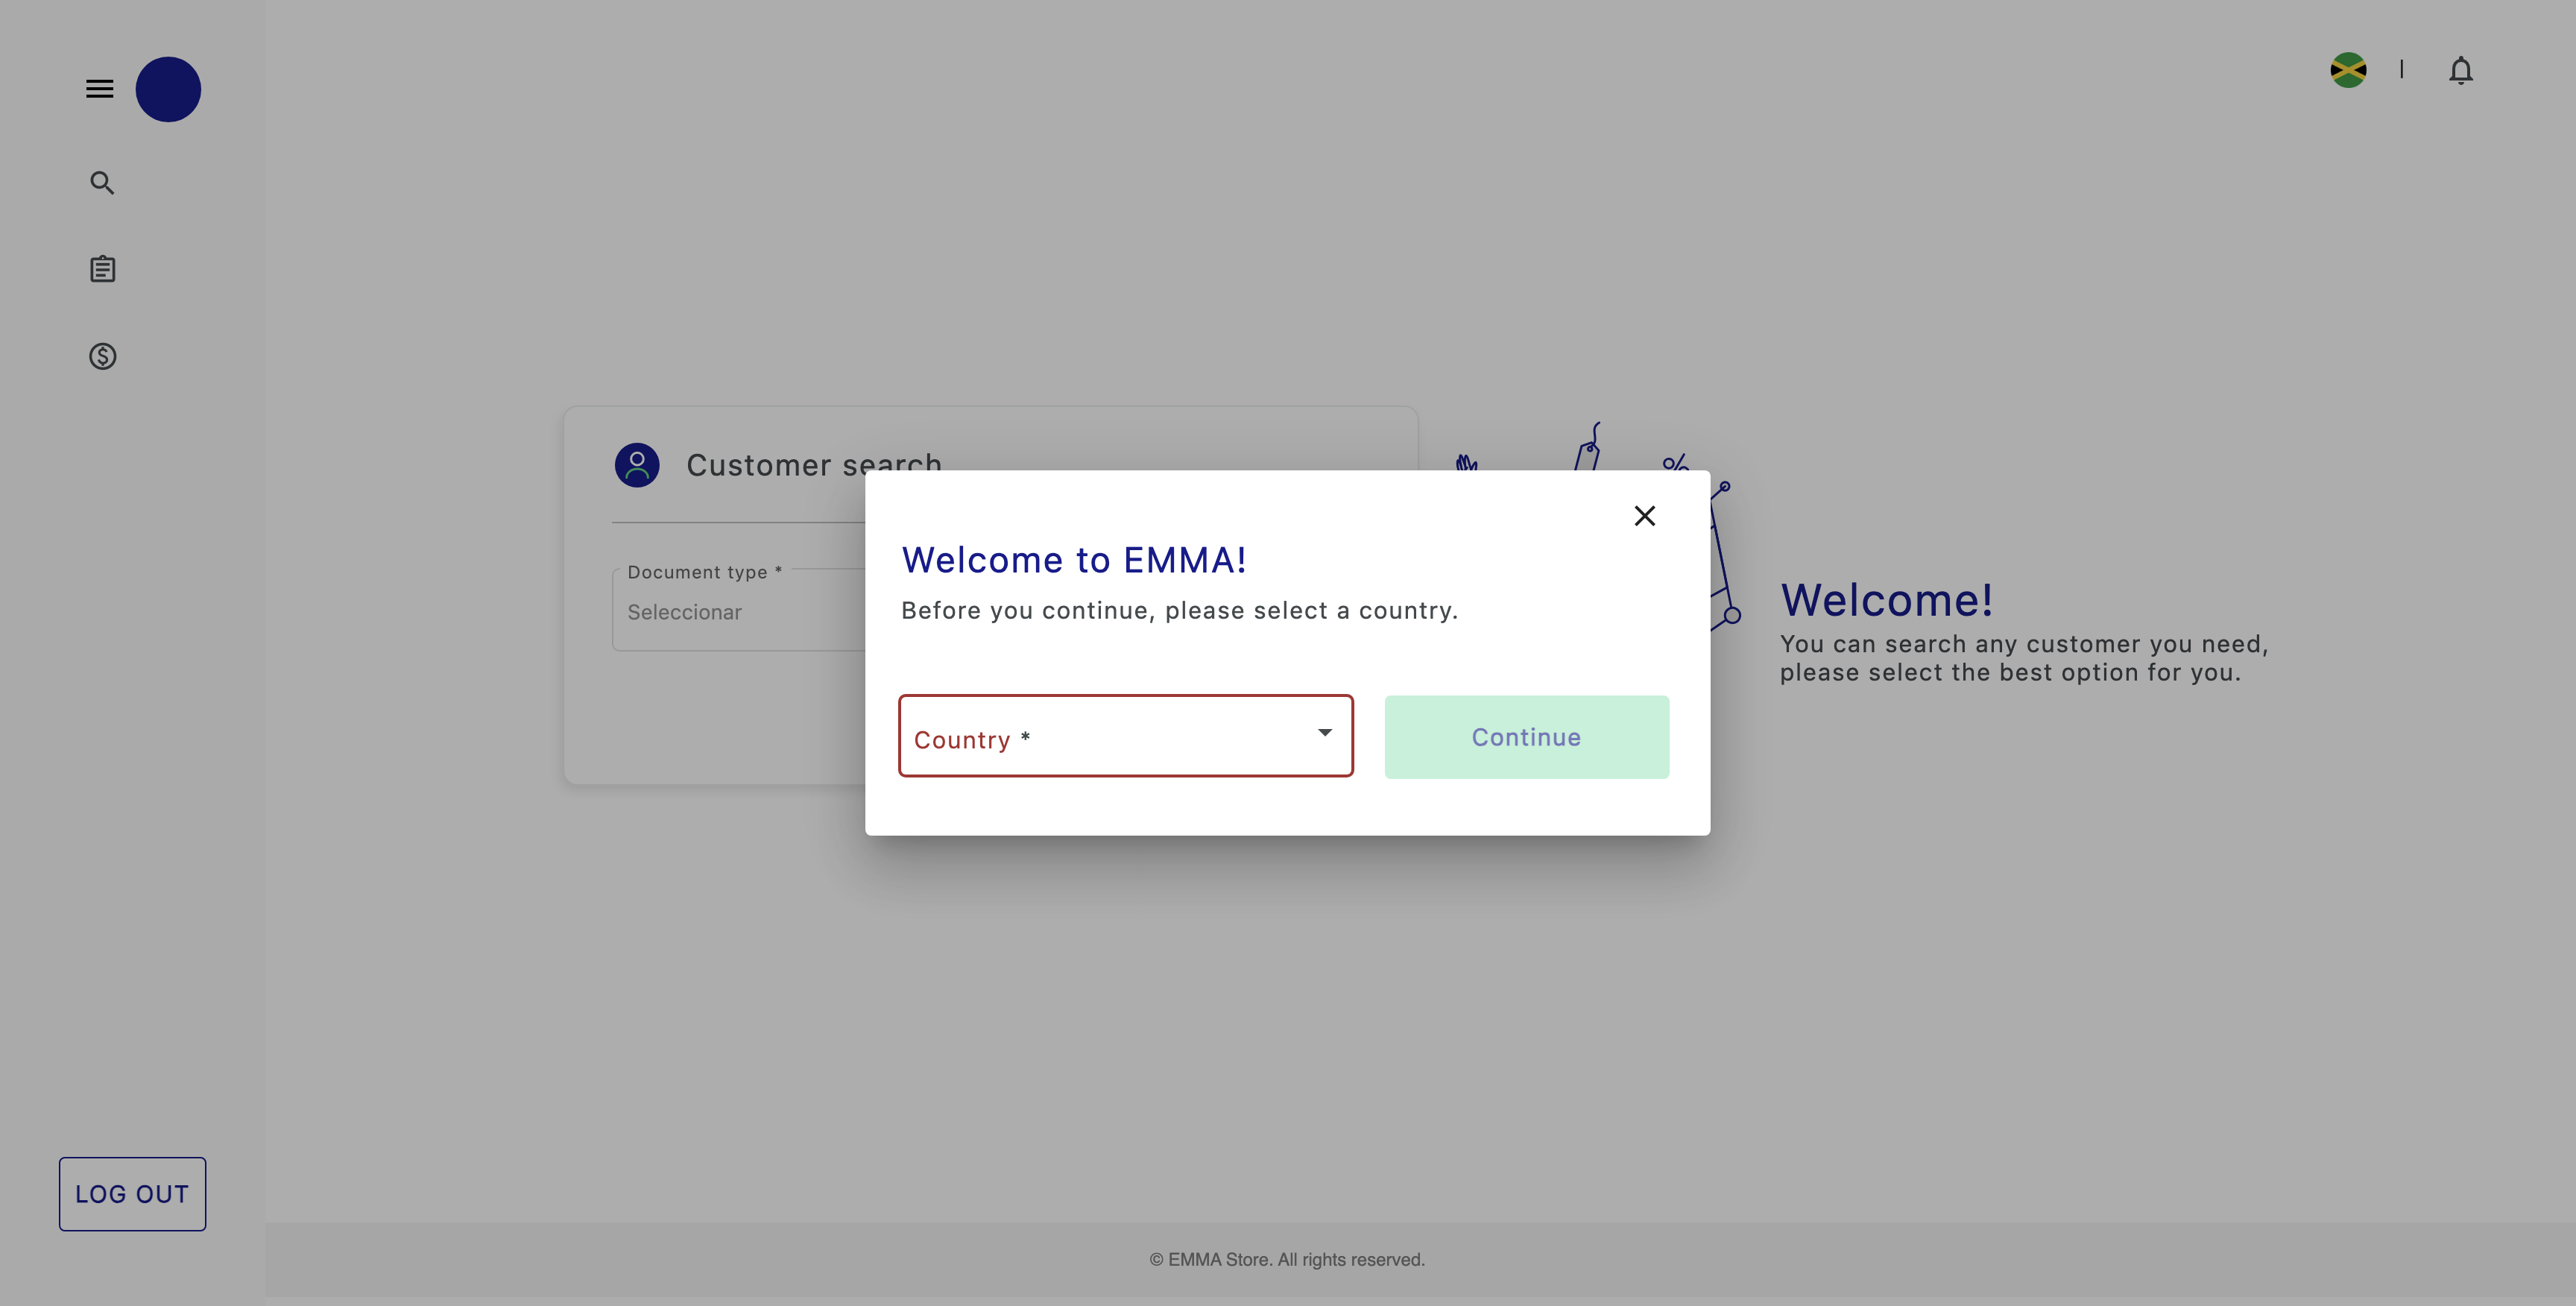 Customer search
Document type *
Seleccionar
Welcome to EMMA!
Before you continue, please select a country.
Country *
Continue
%
Welcome!
You can search any customer you need,
please select the best option for you.
LOG OUT
© EMMA Store. All rights reserved.